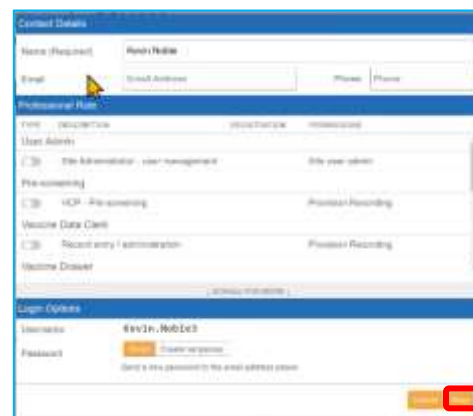 Contact Details
Name (Required) Kevin Noble
Email Email Address Phone Phone
Professional Role
TYPE DESCRIPTION REGISTRATION PERMISSIONS
User Admin
Site Administrator - user management Site user admin
Pre-screening
HCP - Pre-screening Provision Recording
Vaccine Data Clerk
Record entry / administration Provision Recording
Vaccine Drawer
Login Options
Username Kevin.Noble3
Password
Send a new password to the email address above